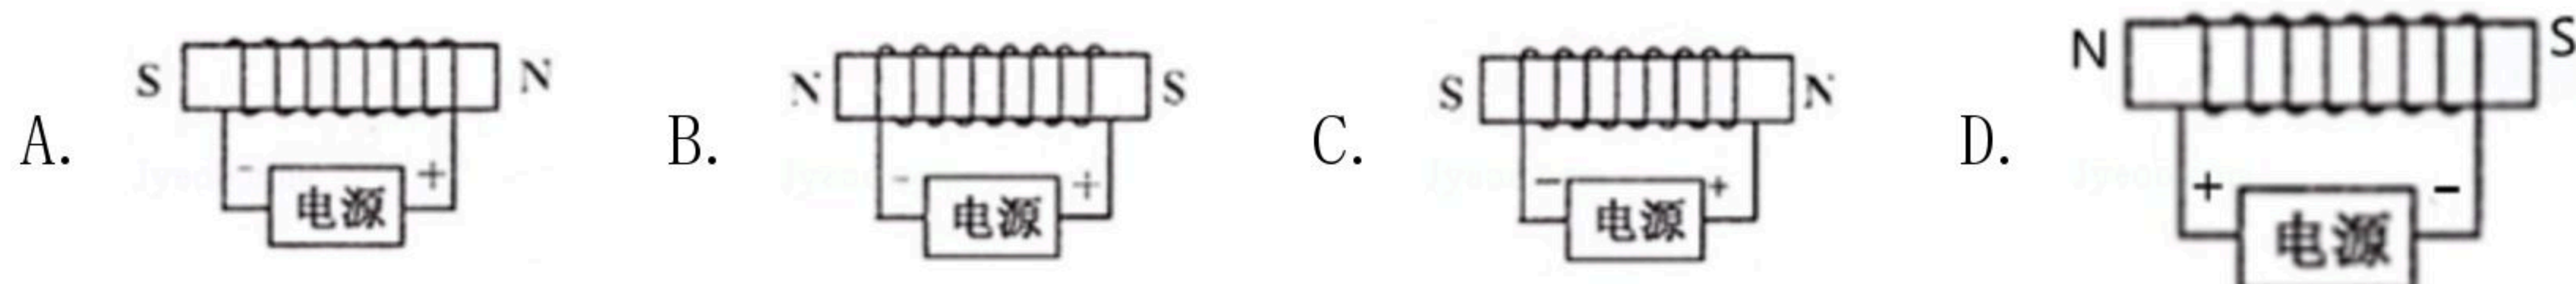 A. S N - + 电源
B. N S - + 电源
C. S N - + 电源
D. N S + - 电源